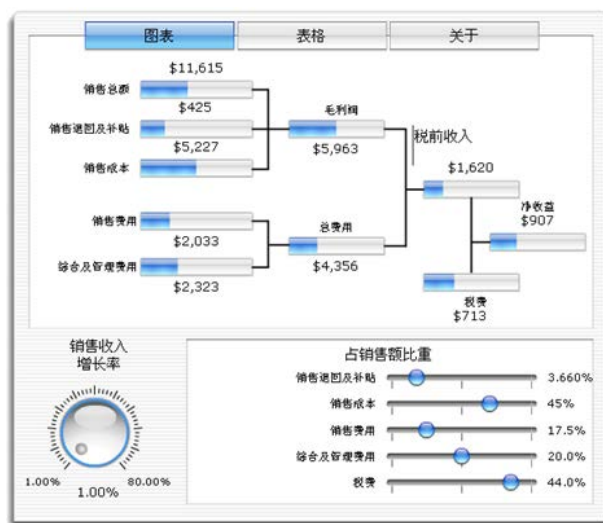 图表 表格 关于
$11,615
销售总额
$425
毛利润
销售退回及补贴
$5,227
$5,963
税前收入
销售成本
$1,620
净收益
$907
销售费用
$2,033
总费用
综合及管理费用
$4,356
$2,323
税费
$713
销售收入
增长率
1.00% 80.00%
1.00%
占销售额比重
销售退回及补贴 3.660%
销售成本 45%
销售费用 17.5%
综合及管理费用 20.0%
税费 44.0%